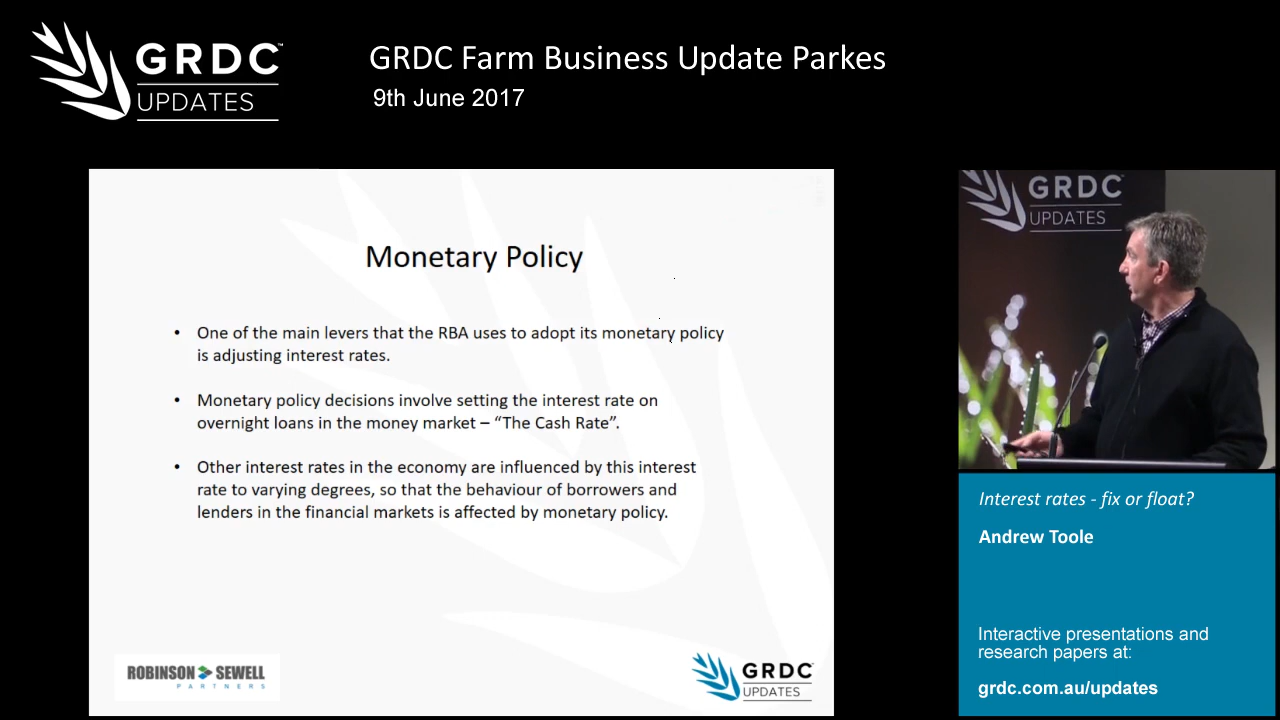 GRDC™
UPDATES
GRDC Farm Business Update Parkes
9th June 2017
Monetary Policy
• One of the main levers that the RBA uses to adopt its monetary policy
is adjusting interest rates.
• Monetary policy decisions involve setting the interest rate on
overnight loans in the money market – “The Cash Rate”.
• Other interest rates in the economy are influenced by this interest
rate to varying degrees, so that the behaviour of borrowers and
lenders in the financial markets is affected by monetary policy.
ROBINSON SEWELL
PARTNERS
GRDC™
UPDATES
GRDC™
UPDATES
Interest rates - fix or float?
Andrew Toole
Interactive presentations and
research papers at:
grdc.com.au/updates